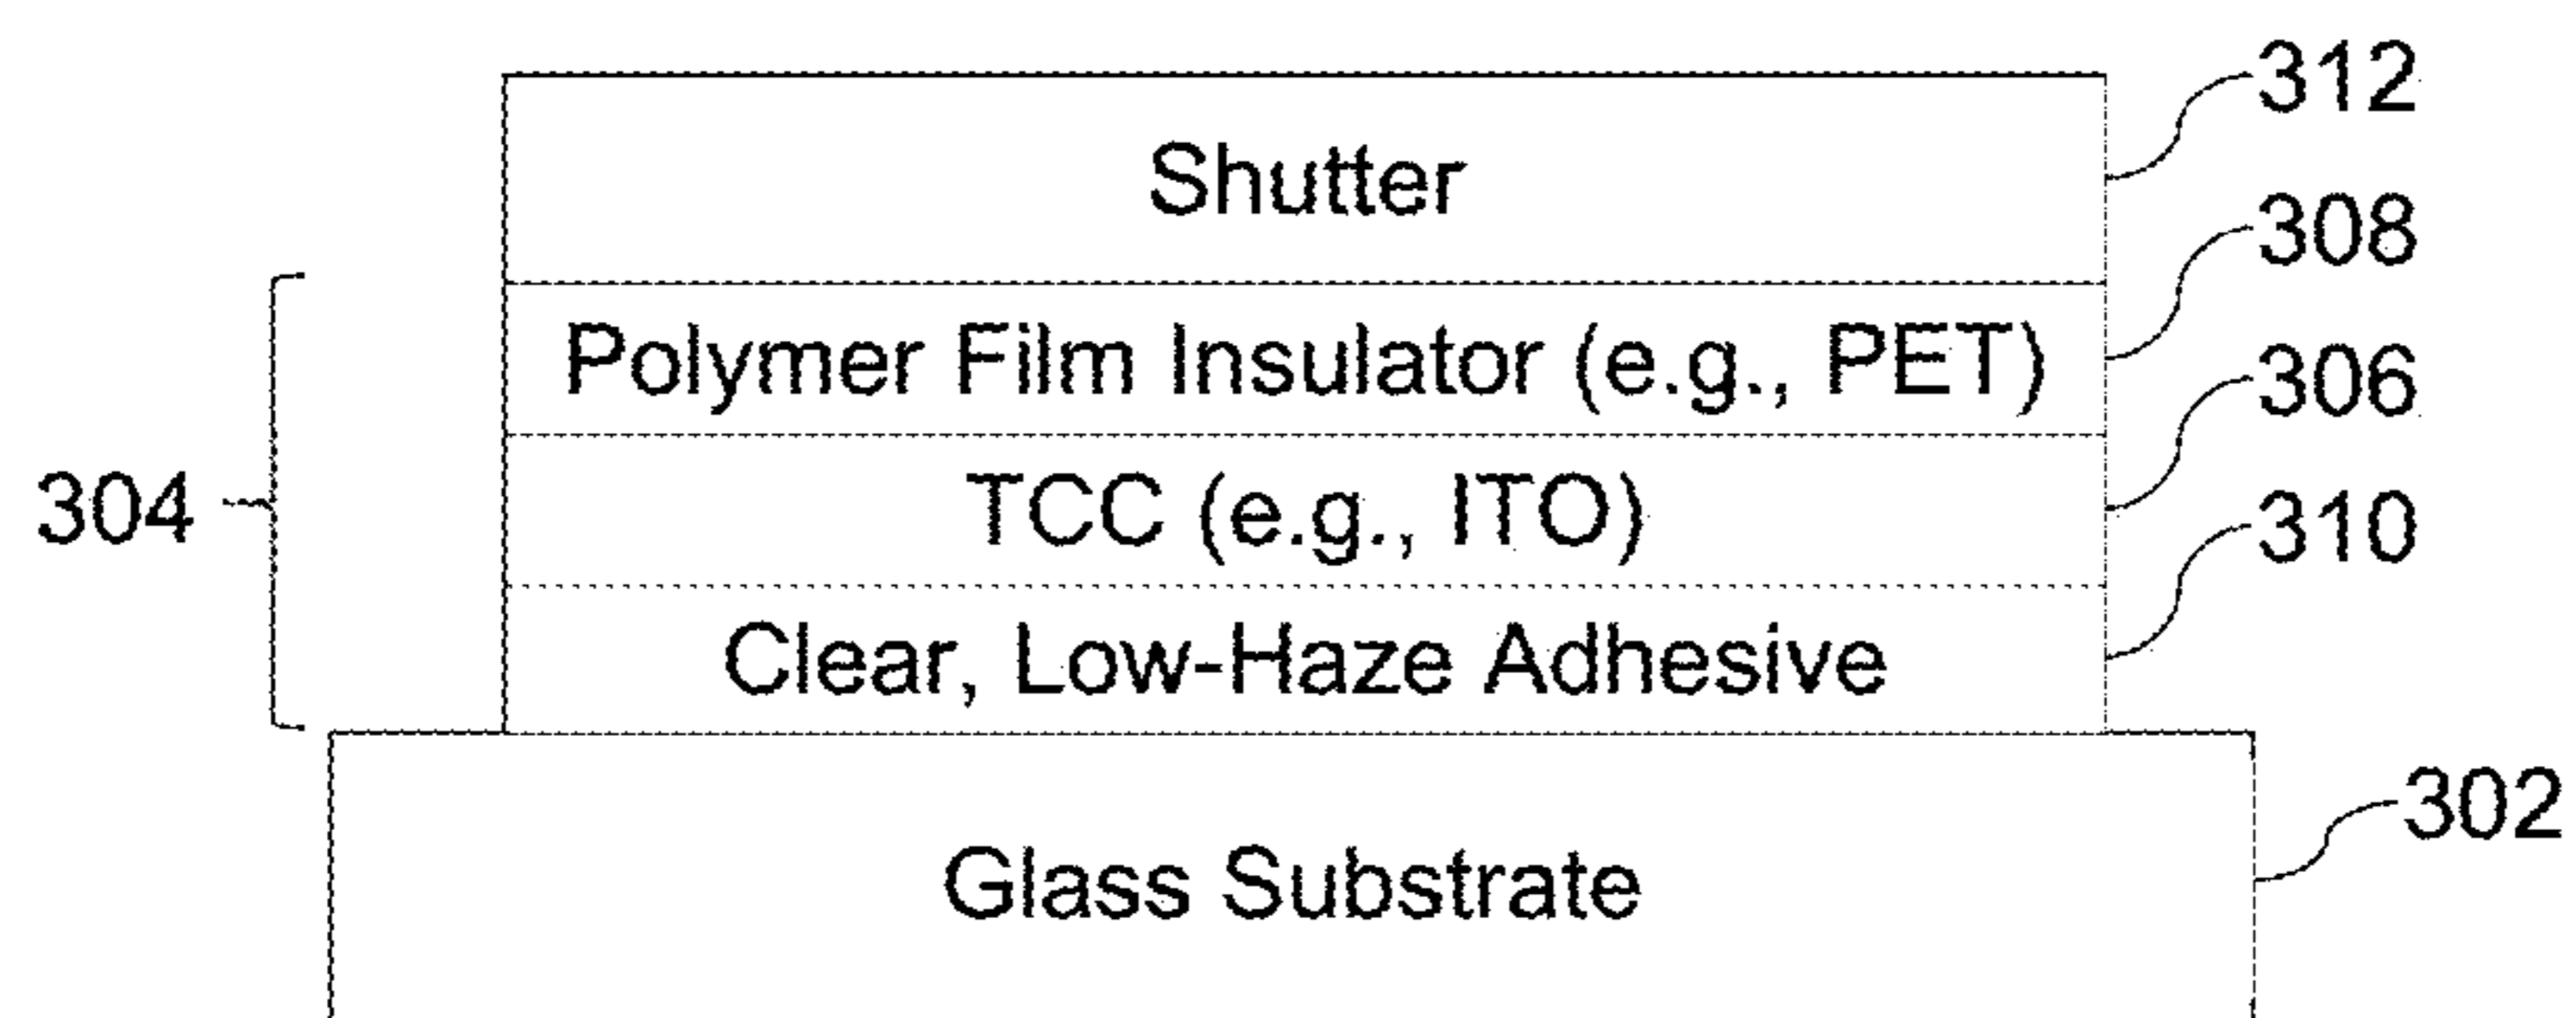 312
Shutter
308
Polymer Film Insulator (e.g., PET)
306
304
TCC (e.g., ITO)
310
Clear, Low-Haze Adhesive
302
Glass Substrate